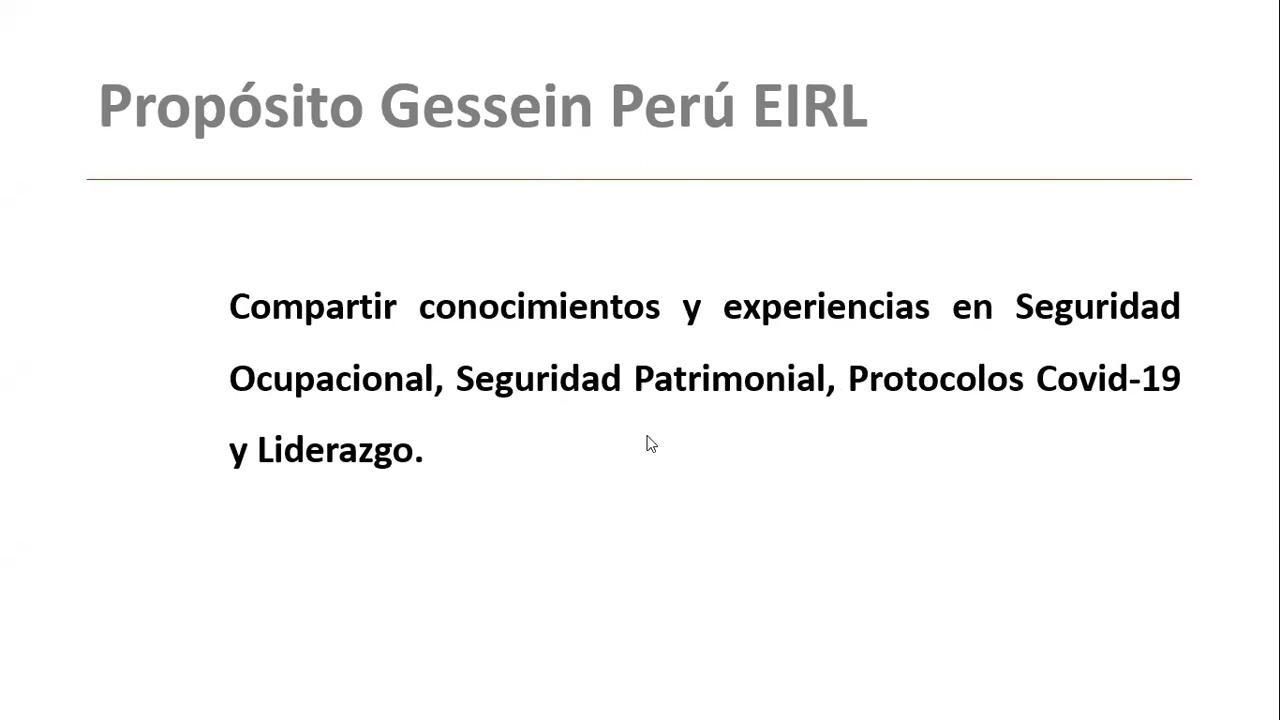 Propósito Gessein Perú EIRL
Compartir conocimientos y experiencias en Seguridad
Ocupacional, Seguridad Patrimonial, Protocolos Covid-19
y Liderazgo.